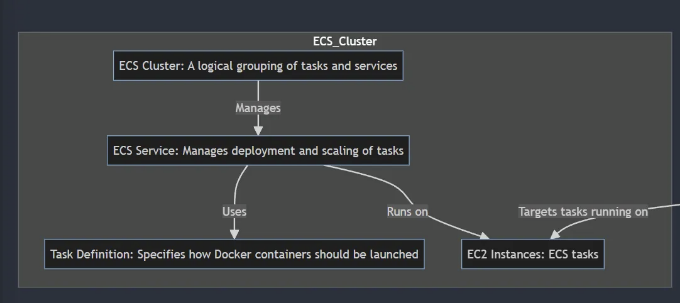 ECS_Cluster
ECS Cluster: A logical grouping of tasks and services
Manages
ECS Service: Manages deployment and scaling of tasks
Uses
Runs on
Targets tasks running on
Task Definition: Specifies how Docker containers should be launched
EC2 Instances: ECS tasks